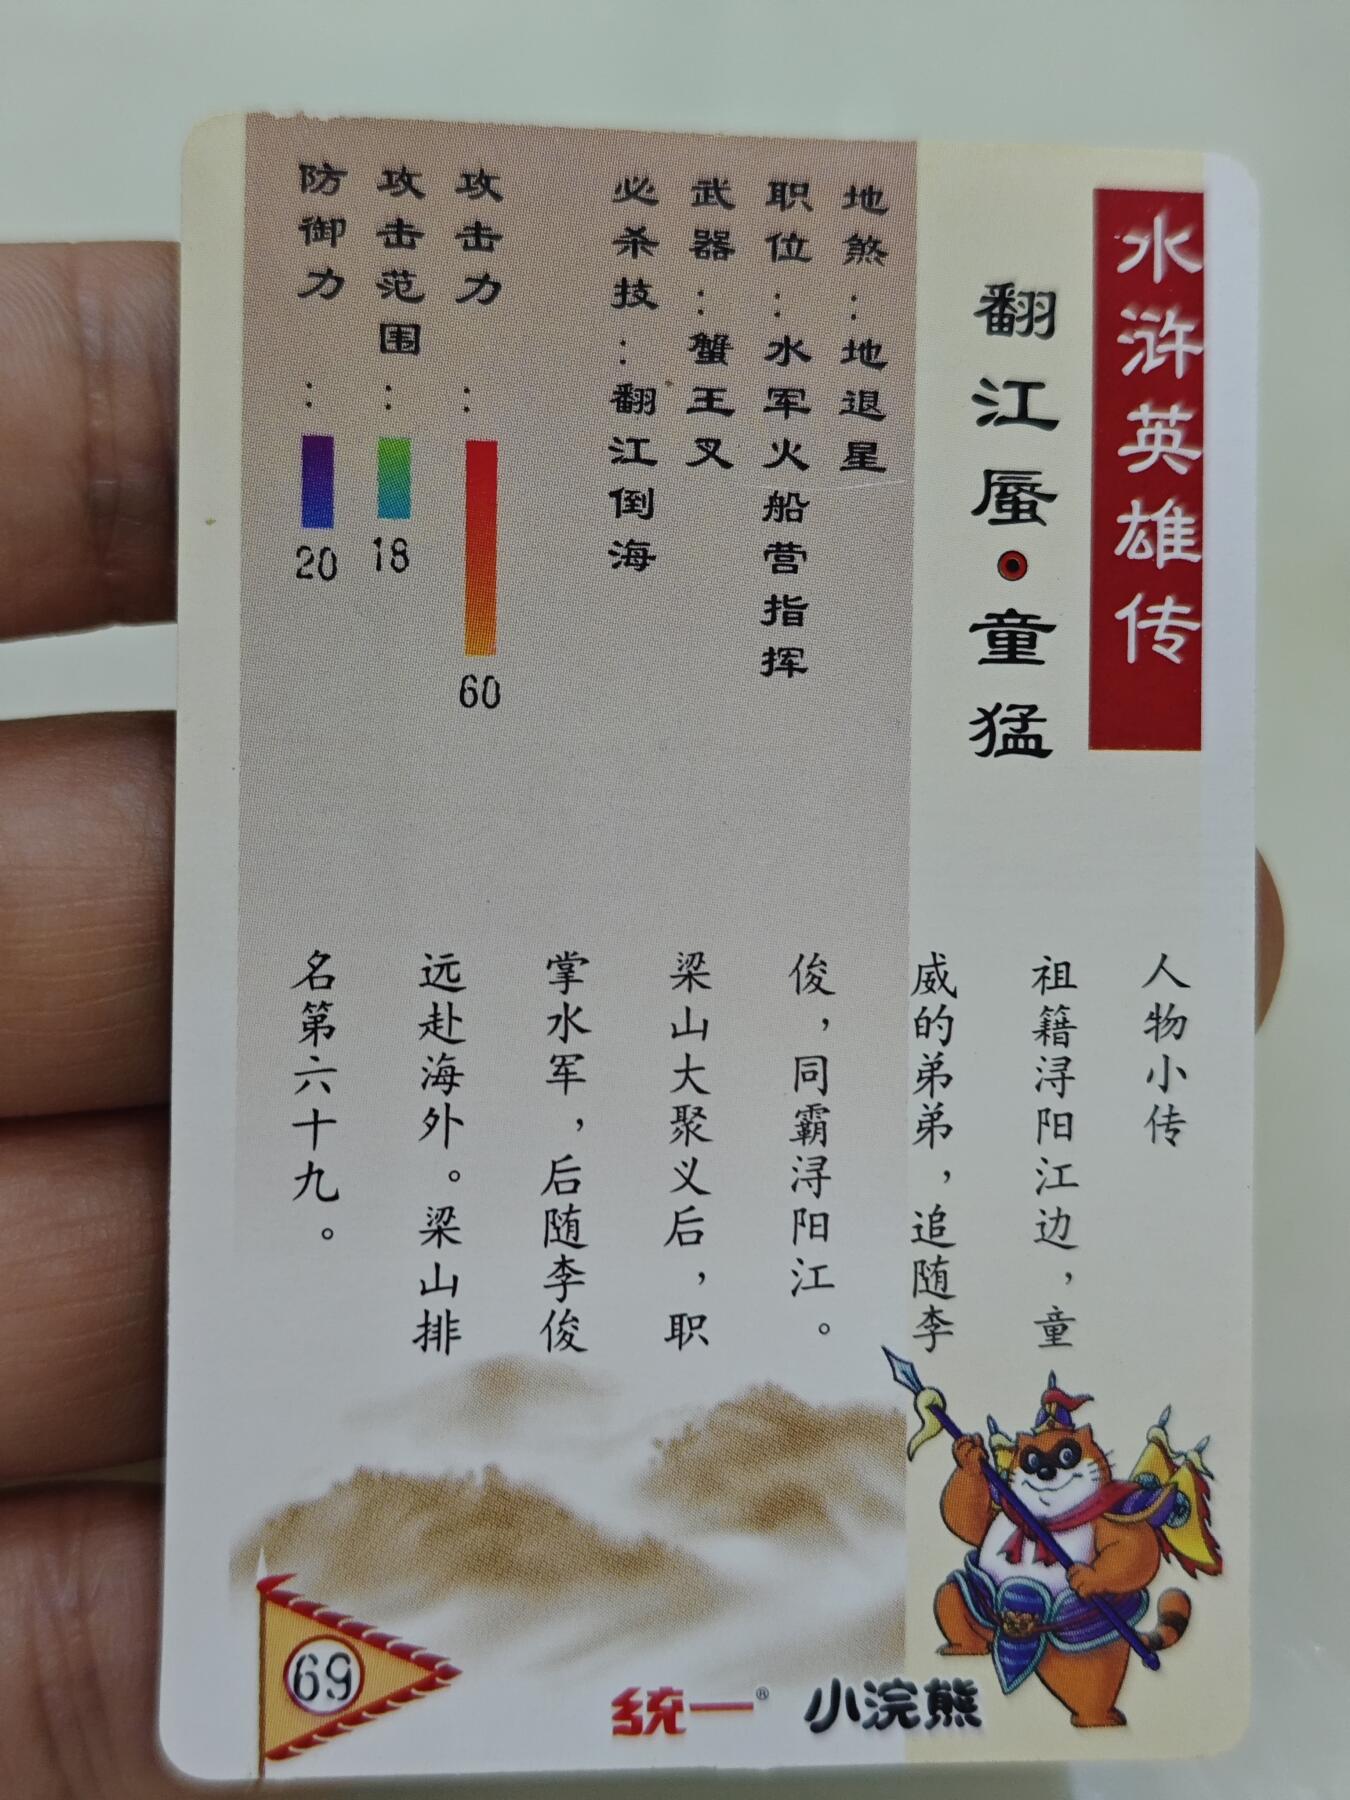 水浒英雄传
翻江蜃·童猛
地煞：地退星
职位：水军火船营指挥
武器：蟹王叉
必杀技：翻江倒海
攻击力：60
攻击范围：18
防御力：20
人物小传
祖籍浔阳江边，童
威的弟弟，追随李
俊，同霸浔阳江。
梁山大聚义后，职
掌水军，后随李俊
远赴海外。梁山排
名第六十九。
69
统一® 小浣熊